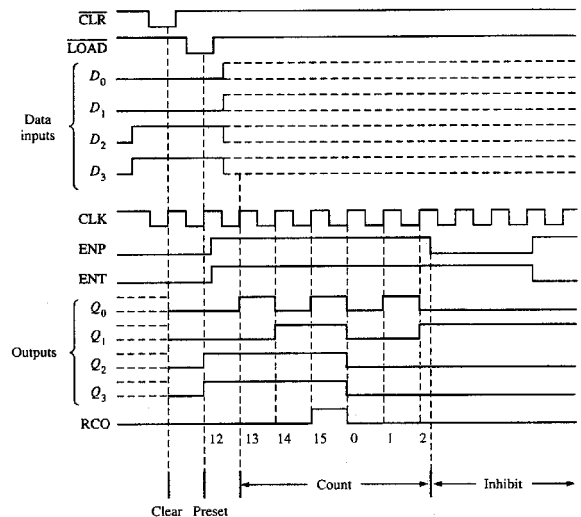 CLR
LOAD
D0
D1
Data inputs
D2
D3
CLK
ENP
ENT
Q0
Q1
Outputs
Q2
Q3
RCO
12 13 14 15 0 1 2
Count Inhibit
Clear Preset